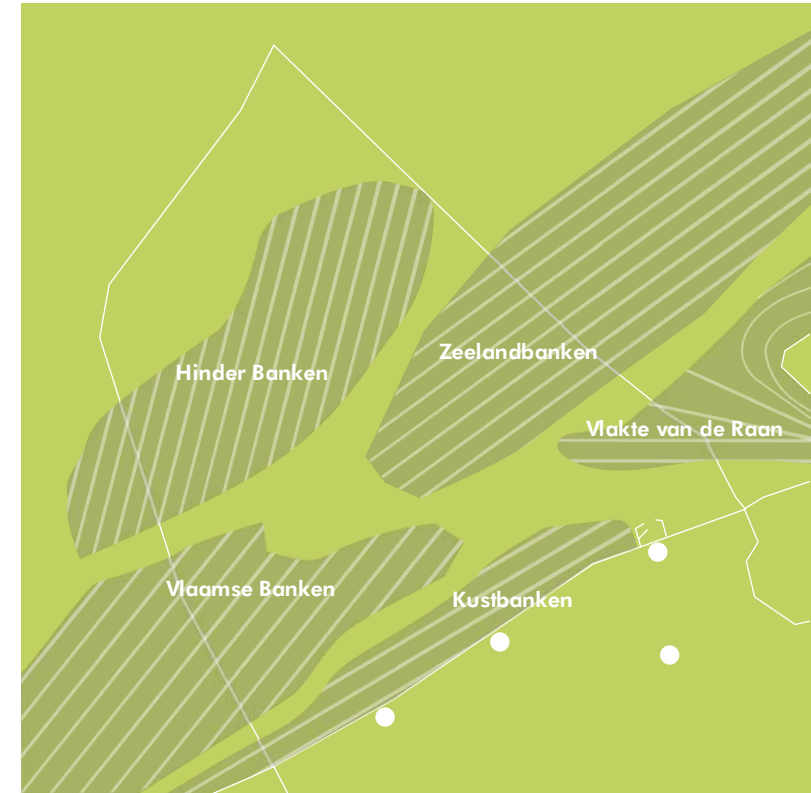 Zeelandbanken
Hinder Banken
Vlakte van de Raan
Vlaamse Banken
Kustbanken